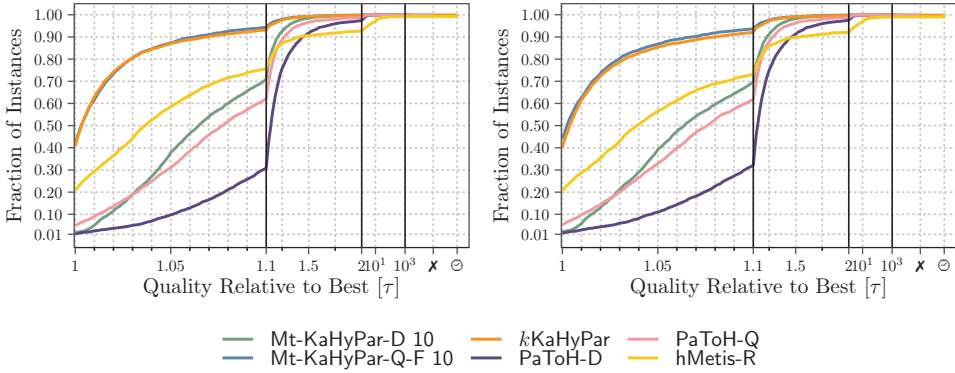 Fraction of Instances
1.00
0.90
0.80
0.70
0.60
0.50
0.40
0.30
0.20
0.10
0.01
1 1.05 1.1 1.5 2 10¹ 10³ ✗ ⏲
Quality Relative to Best [τ]
Fraction of Instances
1.00
0.90
0.80
0.70
0.60
0.50
0.40
0.30
0.20
0.10
0.01
1 1.05 1.1 1.5 2 10¹ 10³ ✗ ⏲
Quality Relative to Best [τ]
Mt-KaHyPar-D 10 kKaHyPar PaToH-Q
Mt-KaHyPar-Q-F 10 PaToH-D hMetis-R